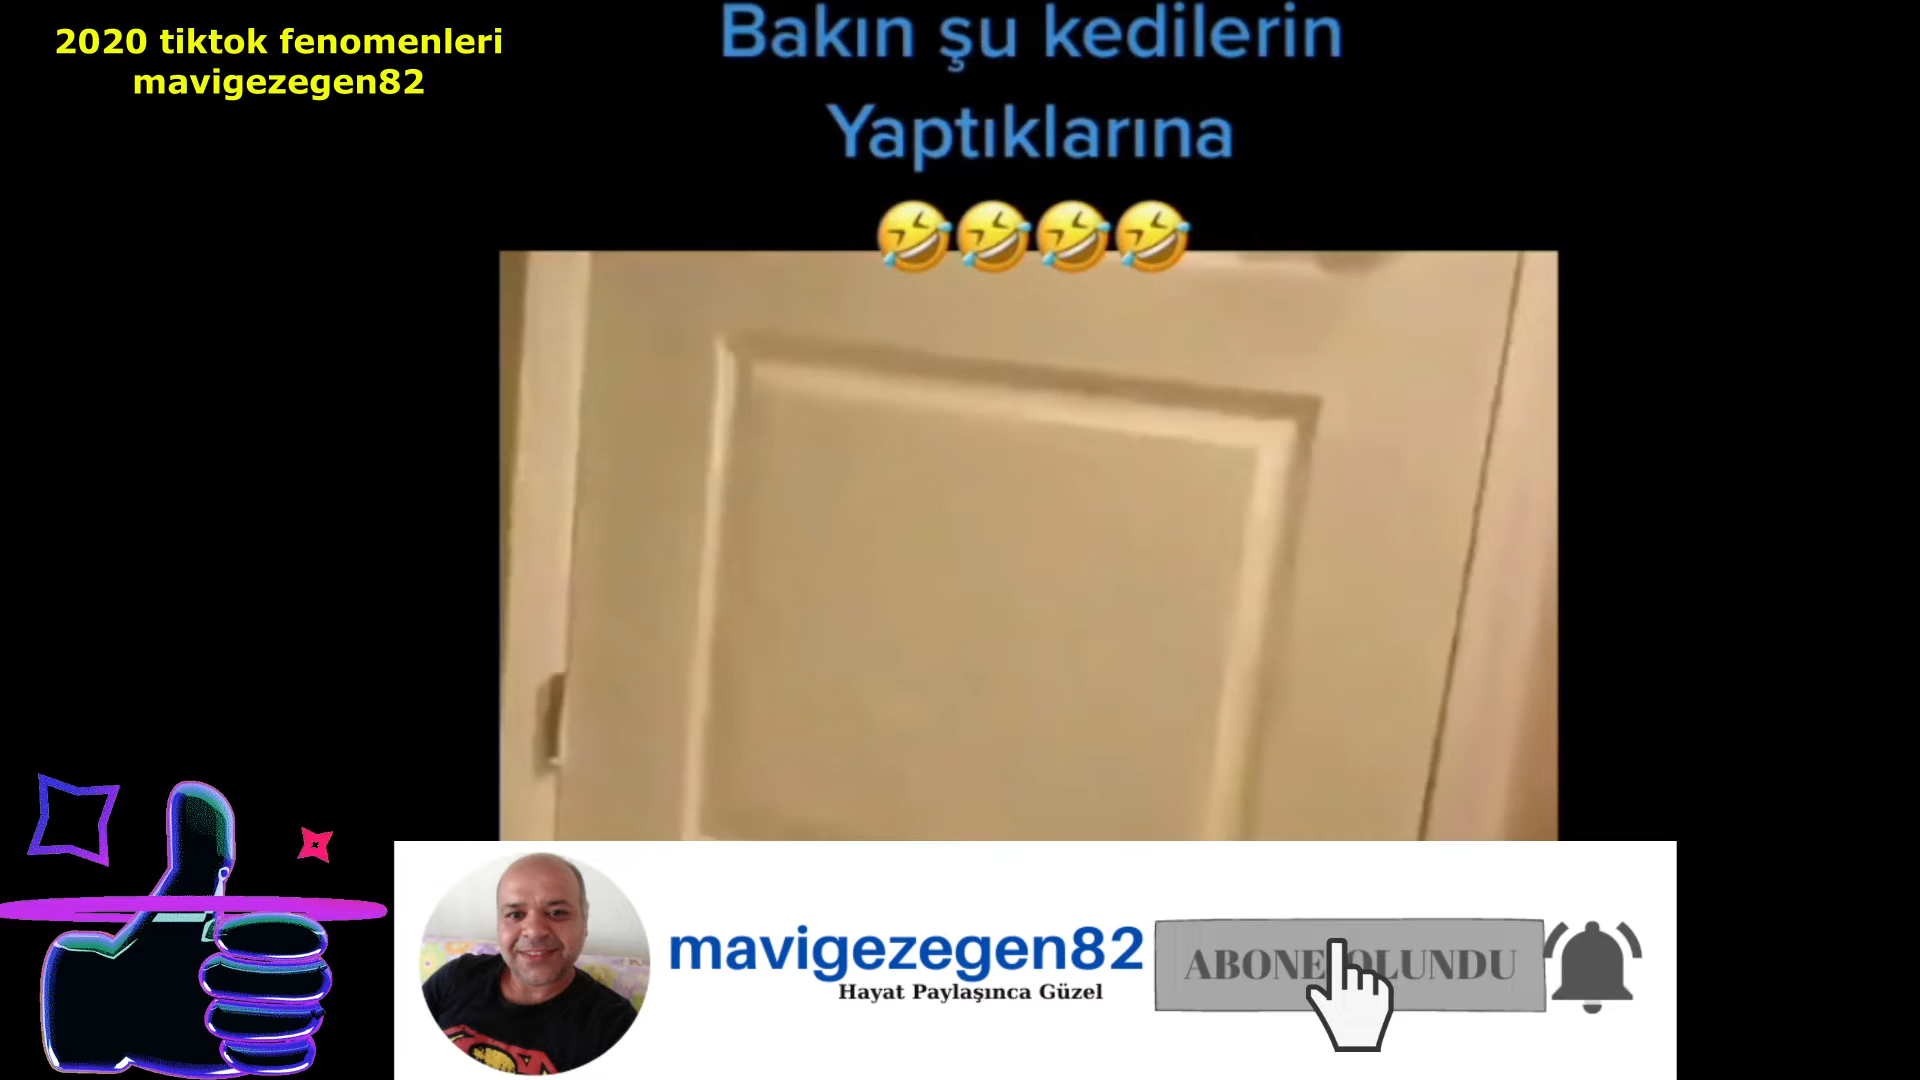 2020 tiktok fenomenleri
mavigezegen82
Bakın şu kedilerin
Yaptıklarına
🤣🤣🤣🤣
mavigezegen82
Hayat Paylaşınca Güzel
ABONE OLUNDU